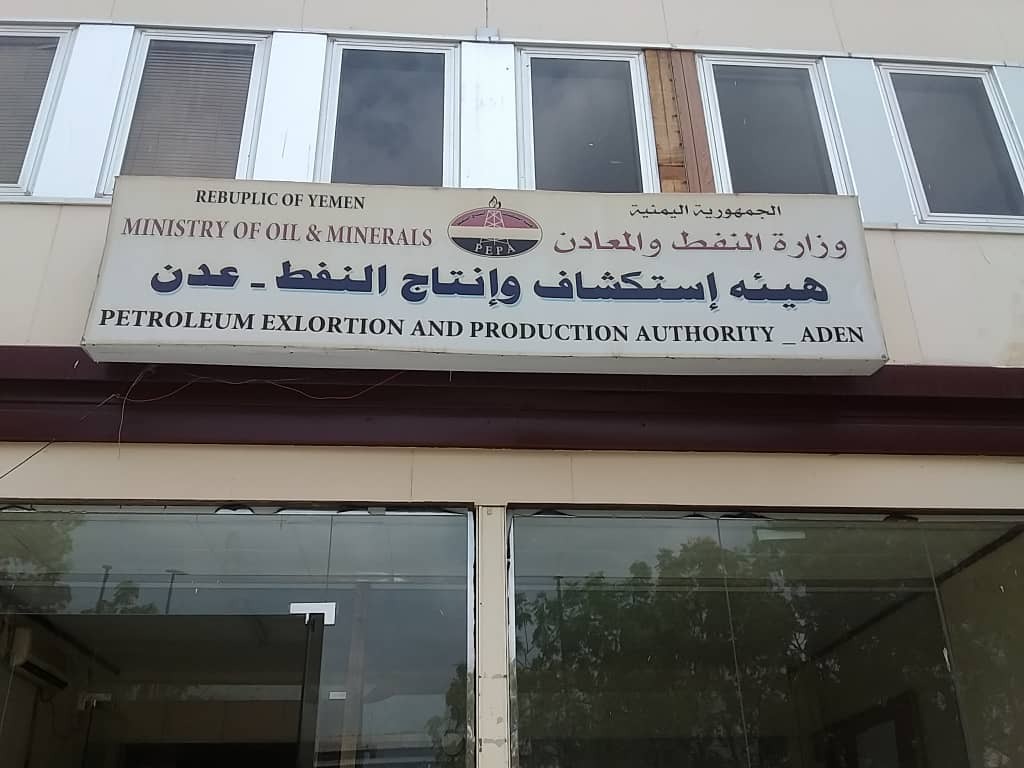 REBUPLIC OF YEMEN
الجمهورية اليمنية
MINISTRY OF OIL & MINERALS
وزارة النفط والمعادن
PEPA
هيئه إستكشاف وإنتاج النفط - عدن
PETROLEUM EXLORTION AND PRODUCTION AUTHORITY _ ADEN